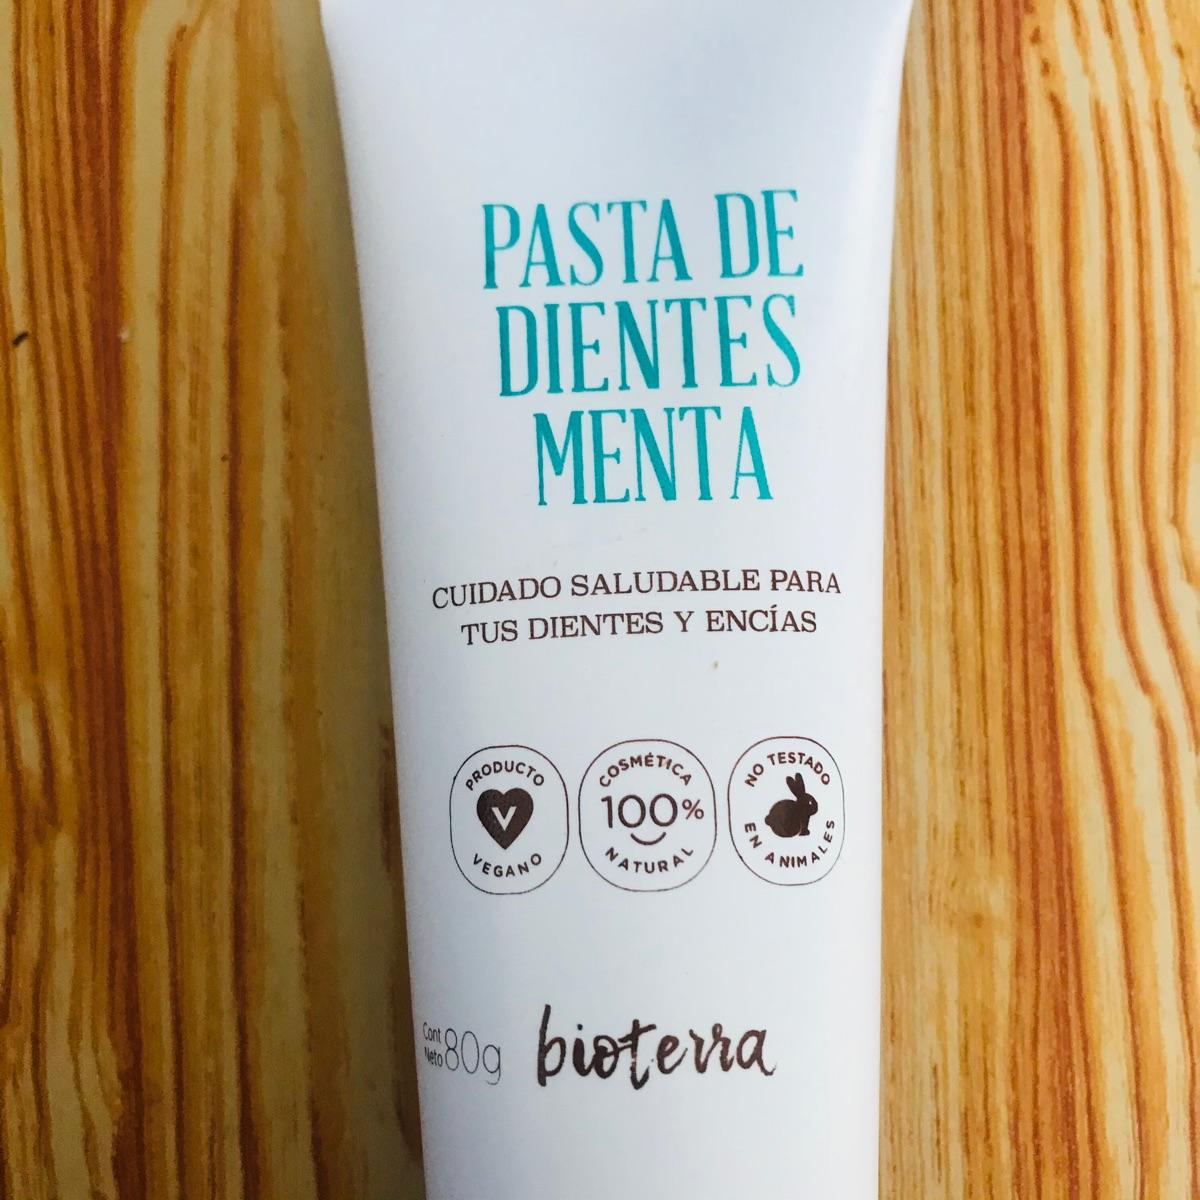 PASTA DE
DIENTES
MENTA
CUIDADO SALUDABLE PARA
TUS DIENTES Y ENCÍAS
PRODUCTO
V
VEGANO
COSMÉTICA
100%
NATURAL
NO TESTADO
EN ANIMALES
Cont
Neto 80g
bioterra